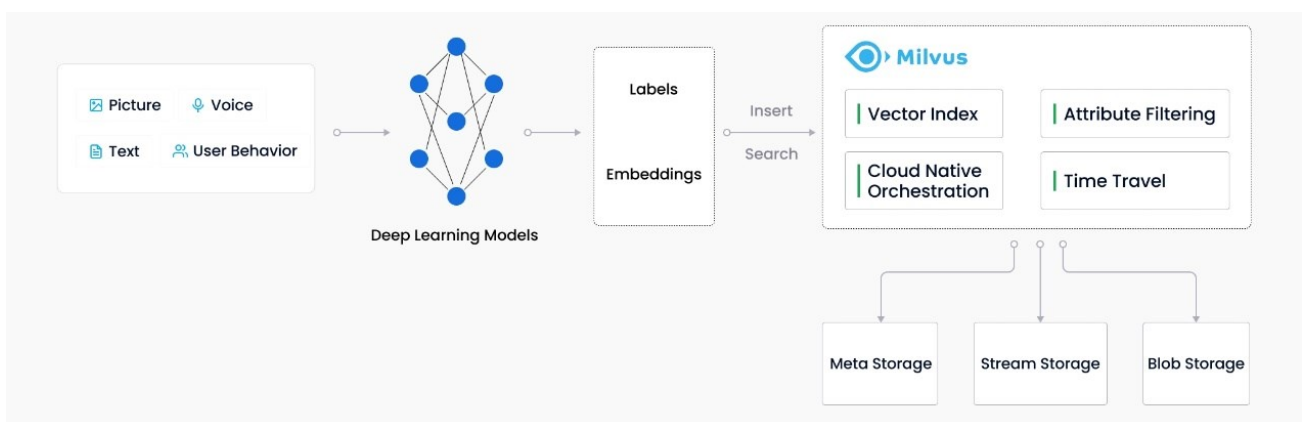 Picture
Voice
Text
User Behavior
Deep Learning Models
Labels
Embeddings
Insert
Search
Milvus
Vector Index
Attribute Filtering
Cloud Native
Orchestration
Time Travel
Meta Storage
Stream Storage
Blob Storage